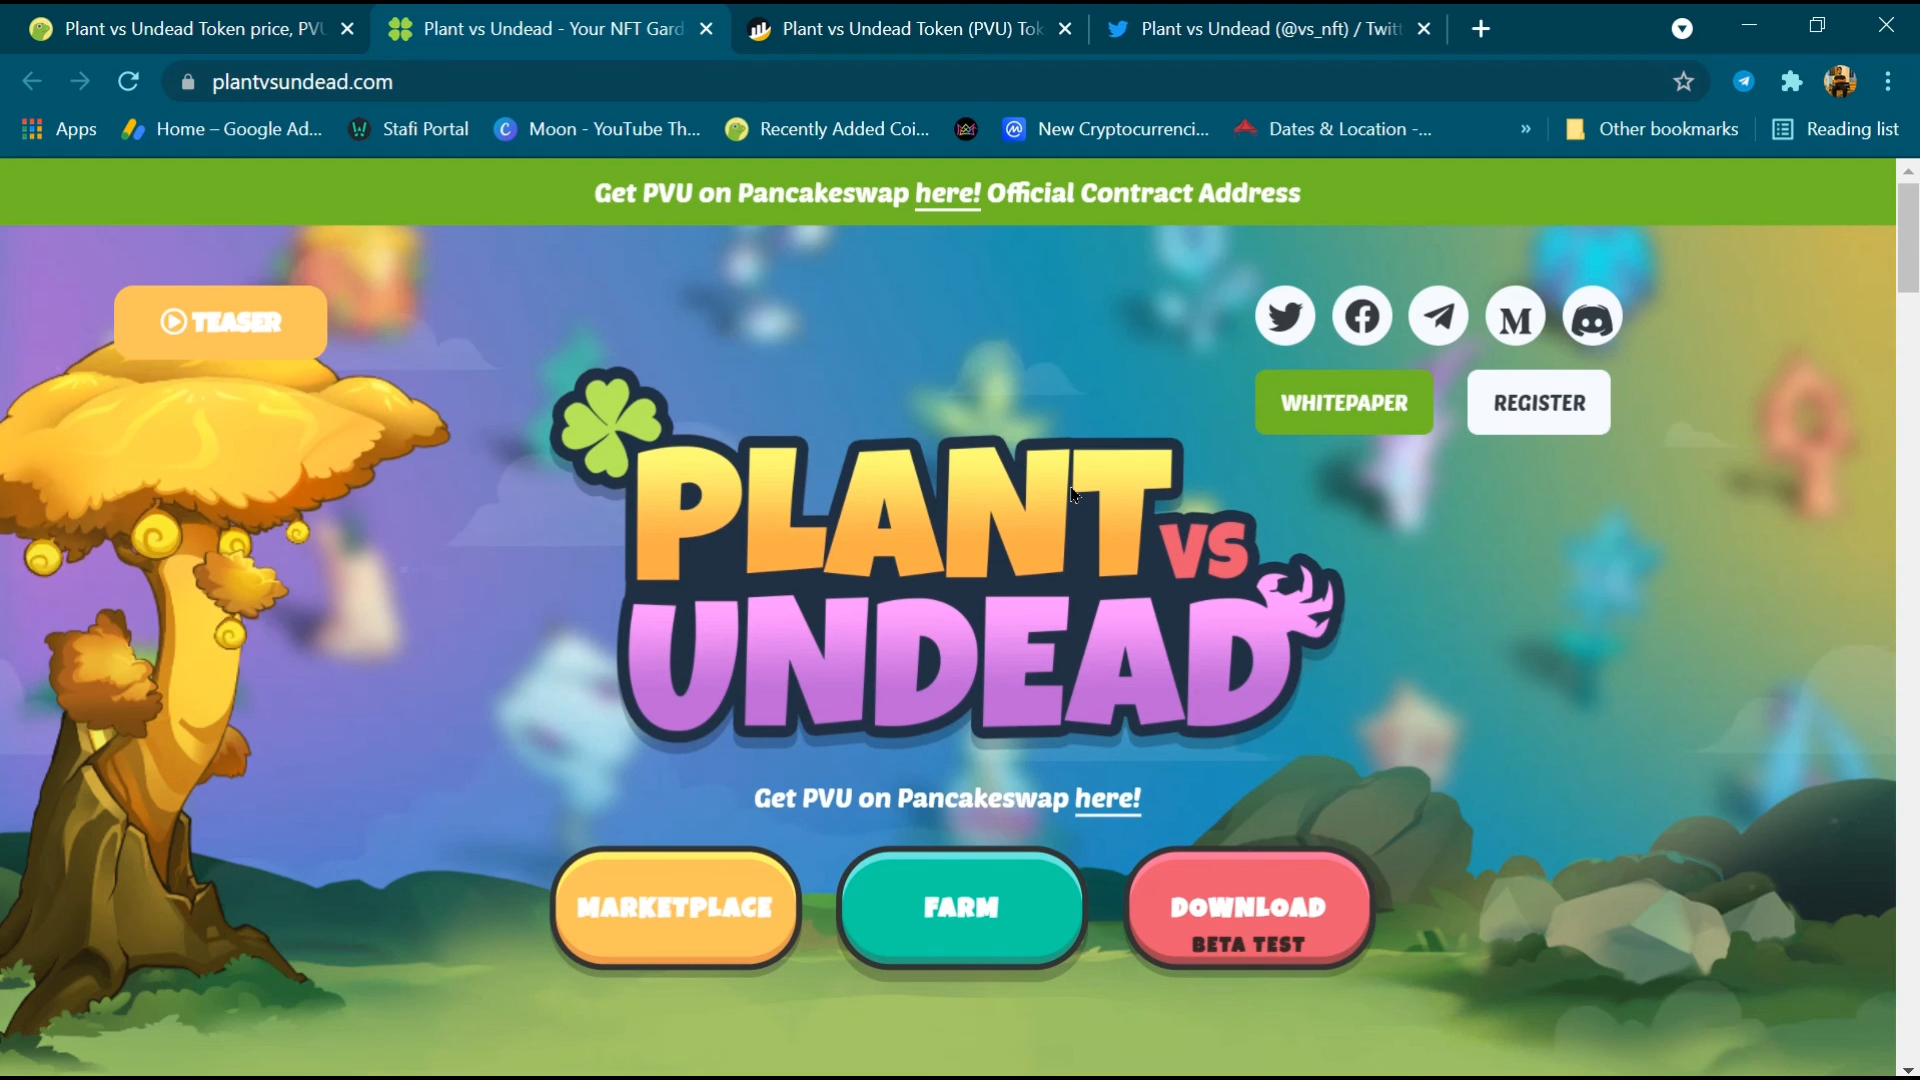 Plant vs Undead Token price, PVU
Plant vs Undead - Your NFT Gard
Plant vs Undead Token (PVU) Tok
Plant vs Undead (@vs_nft) / Twitt
plantvsundead.com
Apps
Home – Google Ad...
Stafi Portal
Moon - YouTube Th...
Recently Added Coi...
New Cryptocurrenci...
Dates & Location -...
»
Other bookmarks
Reading list
Get PVU on Pancakeswap here! Official Contract Address
TEASER
WHITEPAPER
REGISTER
PLANT
VS
UNDEAD
Get PVU on Pancakeswap here!
MARKETPLACE
FARM
DOWNLOAD
BETA TEST